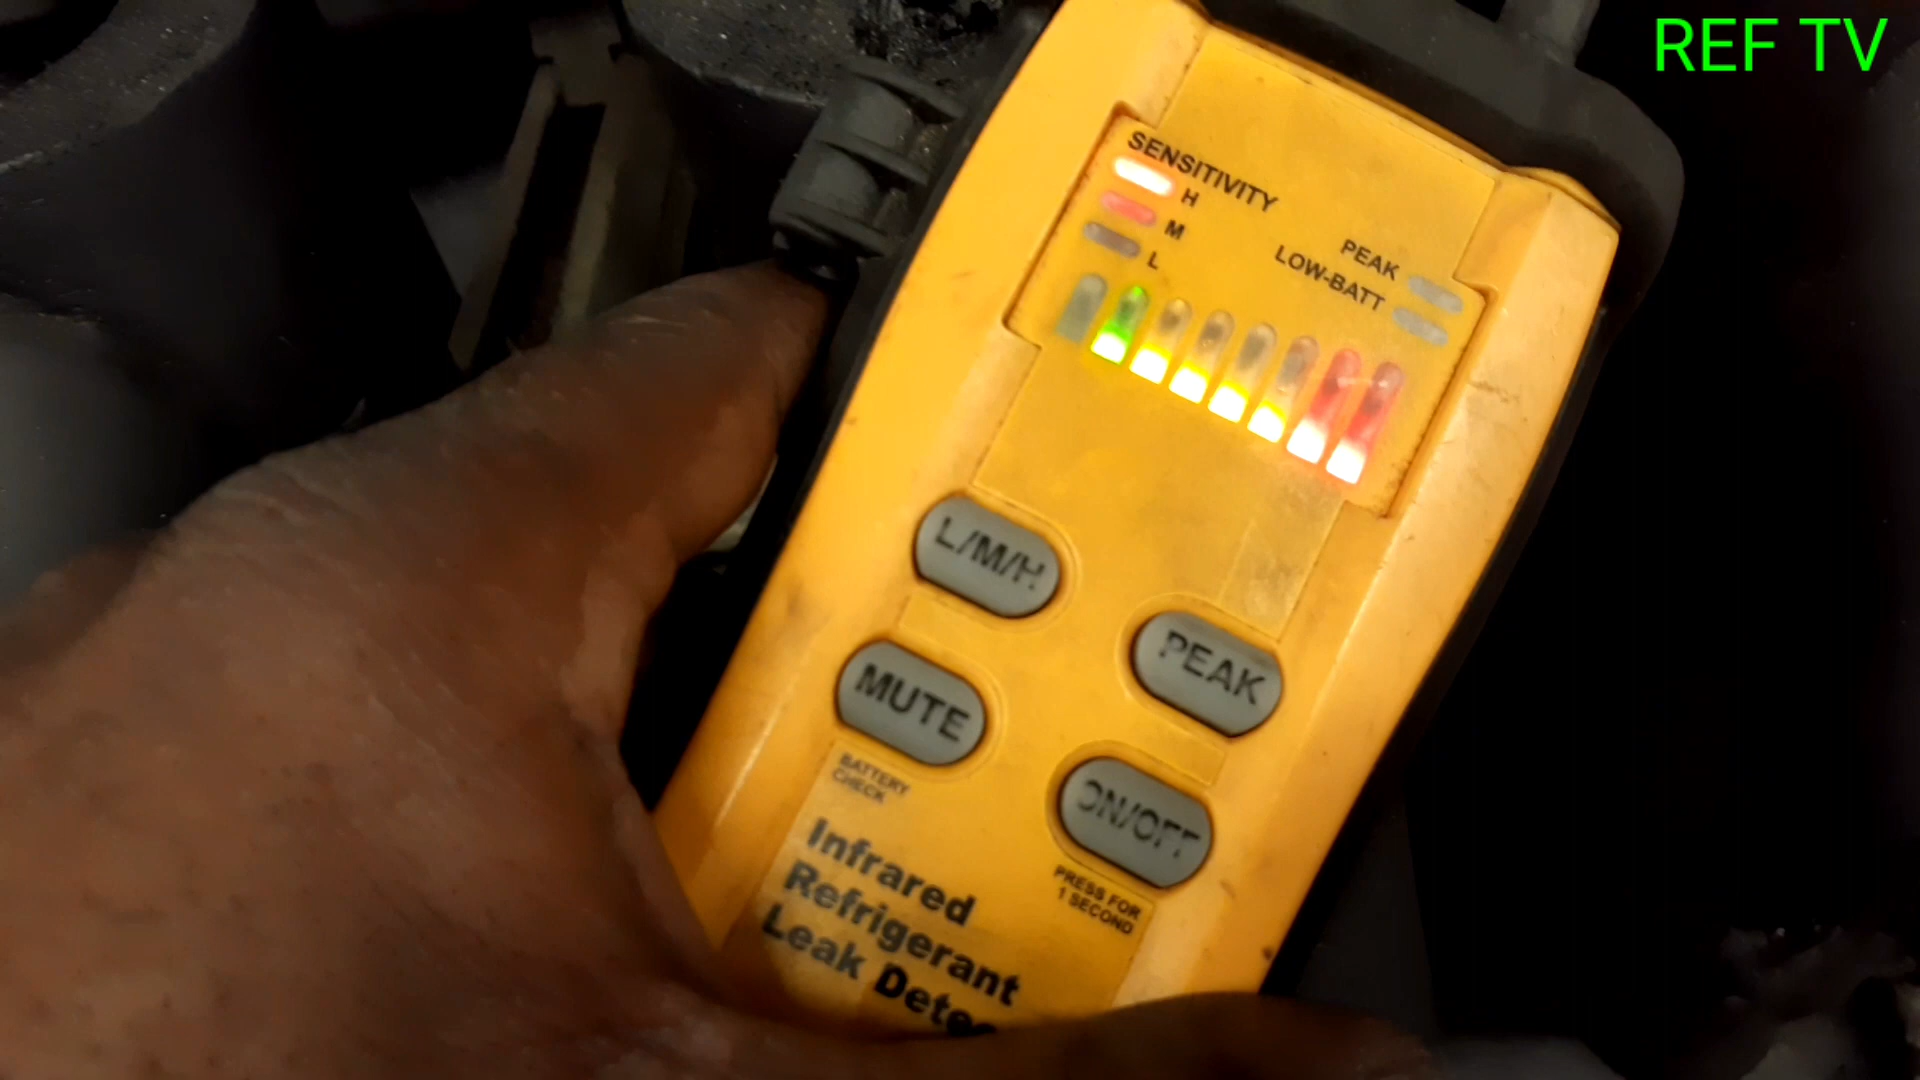 REF TV
SENSITIVITY
H
M
L
PEAK
LOW-BATT
L/M/H
PEAK
MUTE
BATTERY
CHECK
ON/OFF
PRESS FOR
1 SECOND
Infrared
Refrigerant
Leak